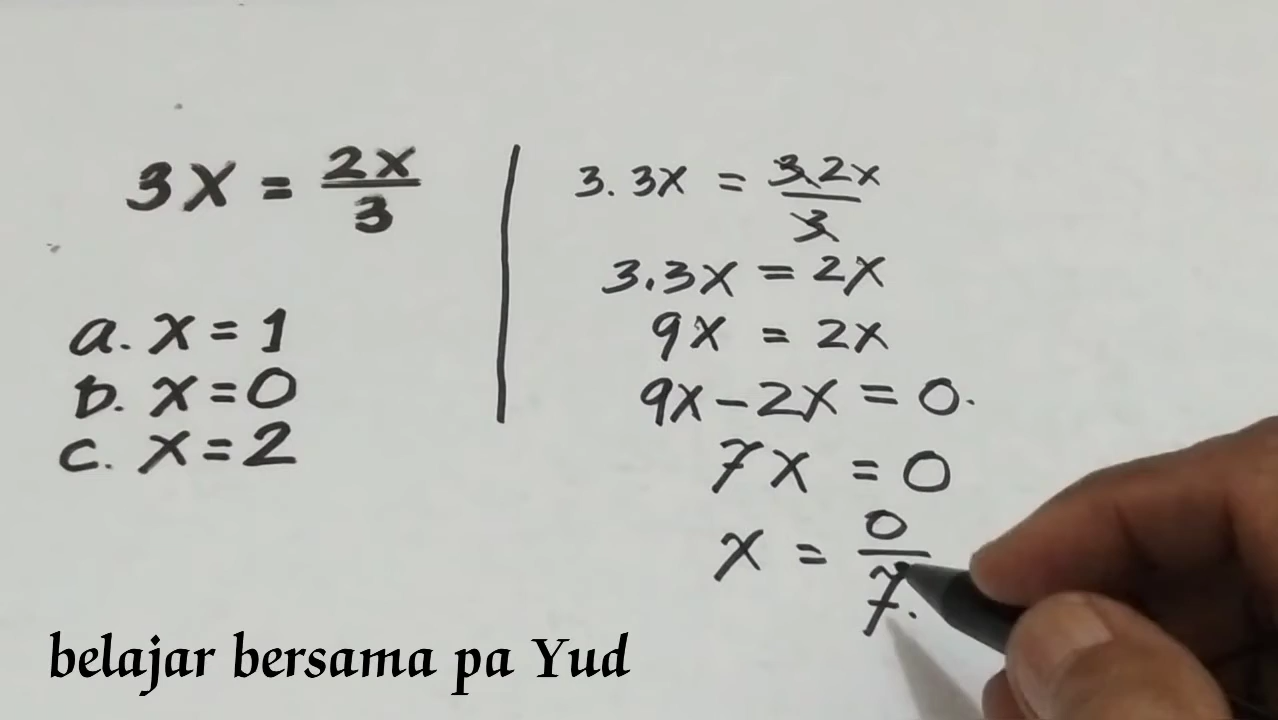 3x = 2x/3
a. x = 1
b. x = 0
c. x = 2
3. 3x = 3.2x/3
3.3x = 2x
9x = 2x
9x - 2x = 0.
7x = 0
x = 0/7.
belajar bersama pa Yud